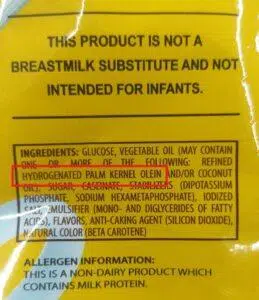 THIS PRODUCT IS NOT A
BREASTMILK SUBSTITUTE AND NOT
INTENDED FOR INFANTS.
INGREDIENTS: GLUCOSE, VEGETABLE OIL (MAY CONTAIN
ONE OR MORE OF THE FOLLOWING: REFINED
HYDROGENATED PALM KERNEL OLEIN AND/OR COCONUT
OIL), SUGAR, CASEINATE, STABILIZERS (DIPOTASSIUM
PHOSPHATE, SODIUM HEXAMETAPHOSPHATE), IODIZED
SALT, EMULSIFIER (MONO- AND DIGLYCERIDES OF FATTY
ACIDS), FLAVORS, ANTI-CAKING AGENT (SILICON DIOXIDE),
NATURAL COLOR (BETA CAROTENE)
ALLERGEN INFORMATION:
THIS IS A NON-DAIRY PRODUCT WHICH
CONTAINS MILK PROTEIN.